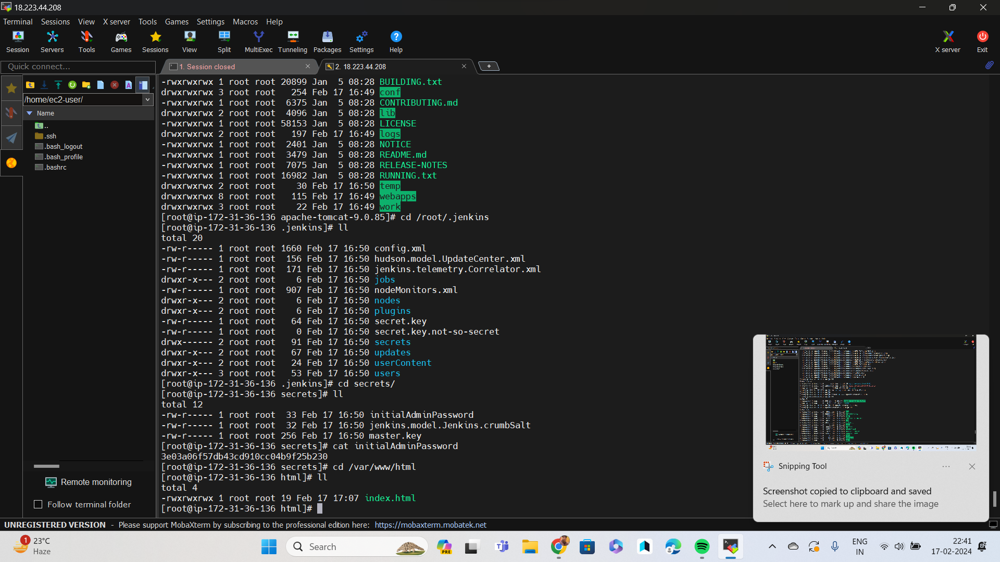 18.223.44.208
Terminal Sessions View X server Tools Games Settings Macros Help
Session Servers Tools Games Sessions View Split MultiExec Tunneling Packages Settings Help X server Exit
Quick connect...
1. Session closed
2. 18.223.44.208
/home/ec2-user/
Name
..
.ssh
.bash_logout
.bash_profile
.bashrc
Remote monitoring
Follow terminal folder
-rwxrwxrwx 1 root root 20899 Jan  5 08:28 BUILDING.txt
drwxrwxrwx 3 root root   254 Feb 17 16:49 conf
-rwxrwxrwx 1 root root  6375 Jan  5 08:28 CONTRIBUTING.md
drwxrwxrwx 2 root root  4096 Jan  5 08:28 lib
-rwxrwxrwx 1 root root 58153 Jan  5 08:28 LICENSE
drwxrwxrwx 2 root root   197 Feb 17 16:49 logs
-rwxrwxrwx 1 root root  2401 Jan  5 08:28 NOTICE
-rwxrwxrwx 1 root root  3479 Jan  5 08:28 README.md
-rwxrwxrwx 1 root root  7075 Jan  5 08:28 RELEASE-NOTES
-rwxrwxrwx 1 root root 16982 Jan  5 08:28 RUNNING.txt
drwxrwxrwx 2 root root    30 Feb 17 16:50 temp
drwxrwxrwx 8 root root   115 Feb 17 16:49 webapps
drwxrwxrwx 3 root root    22 Feb 17 16:49 work
[root@ip-172-31-36-136 apache-tomcat-9.0.85]# cd /root/.jenkins
[root@ip-172-31-36-136 .jenkins]# ll
total 20
-rw-r----- 1 root root 1660 Feb 17 16:50 config.xml
-rw-r----- 1 root root  156 Feb 17 16:50 hudson.model.UpdateCenter.xml
-rw-r----- 1 root root  171 Feb 17 16:50 jenkins.telemetry.Correlator.xml
drwxr-x--- 2 root root    6 Feb 17 16:50 jobs
-rw-r----- 1 root root  907 Feb 17 16:50 nodeMonitors.xml
drwxr-x--- 2 root root    6 Feb 17 16:50 nodes
drwxr-x--- 2 root root    6 Feb 17 16:50 plugins
-rw-r----- 1 root root   64 Feb 17 16:50 secret.key
-rw-r----- 1 root root    0 Feb 17 16:50 secret.key.not-so-secret
drwx------ 2 root root   91 Feb 17 16:50 secrets
drwxr-x--- 2 root root   67 Feb 17 16:50 updates
drwxr-x--- 2 root root   24 Feb 17 16:50 userContent
drwxr-x--- 3 root root   53 Feb 17 16:50 users
[root@ip-172-31-36-136 .jenkins]# cd secrets/
[root@ip-172-31-36-136 secrets]# ll
total 12
-rw-r----- 1 root root  33 Feb 17 16:50 initialAdminPassword
-rw-r----- 1 root root  32 Feb 17 16:50 jenkins.model.Jenkins.crumbSalt
-rw-r----- 1 root root 256 Feb 17 16:50 master.key
[root@ip-172-31-36-136 secrets]# cat initialAdminPassword
3e03a06f57db43cd910cc04b9f25b230
[root@ip-172-31-36-136 secrets]# cd /var/www/html
[root@ip-172-31-36-136 html]# ll
total 4
-rwxrwxrwx 1 root root 19 Feb 17 17:07 index.html
[root@ip-172-31-36-136 html]#
Snipping Tool
Screenshot copied to clipboard and saved
Select here to mark up and share the image
UNREGISTERED VERSION - Please support MobaXterm by subscribing to the professional edition here: https://mobaxterm.mobatek.net
1
23°C
Haze
Search
PRE
ENG
IN
22:41
17-02-2024